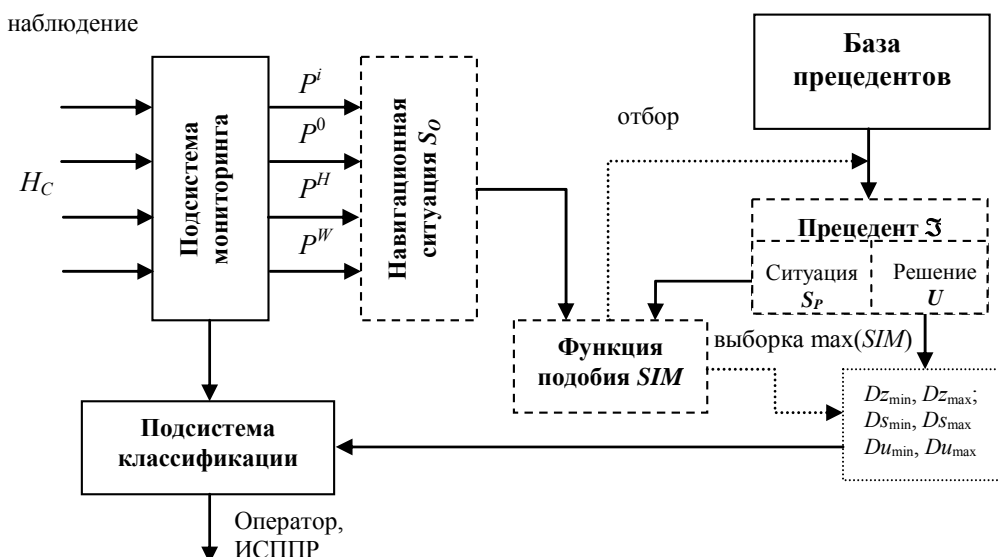 наблюдение
H_C
Подсистема
мониторинга
P^i
P^0
P^H
P^W
Навигационная
ситуация S_O
База
прецедентов
отбор
Прецедент ℑ
Ситуация
S_P
Решение
U
Функция
подобия SIM
выборка max(SIM)
Dz_min, Dz_max;
Ds_min, Ds_max
Du_min, Du_max
Подсистема
классификации
Оператор,
ИСППР